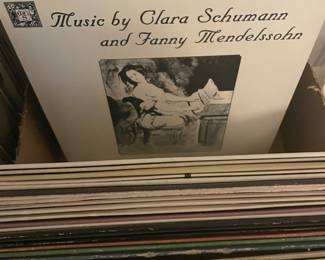 Music by Clara Schumann
and Fanny Mendelssohn